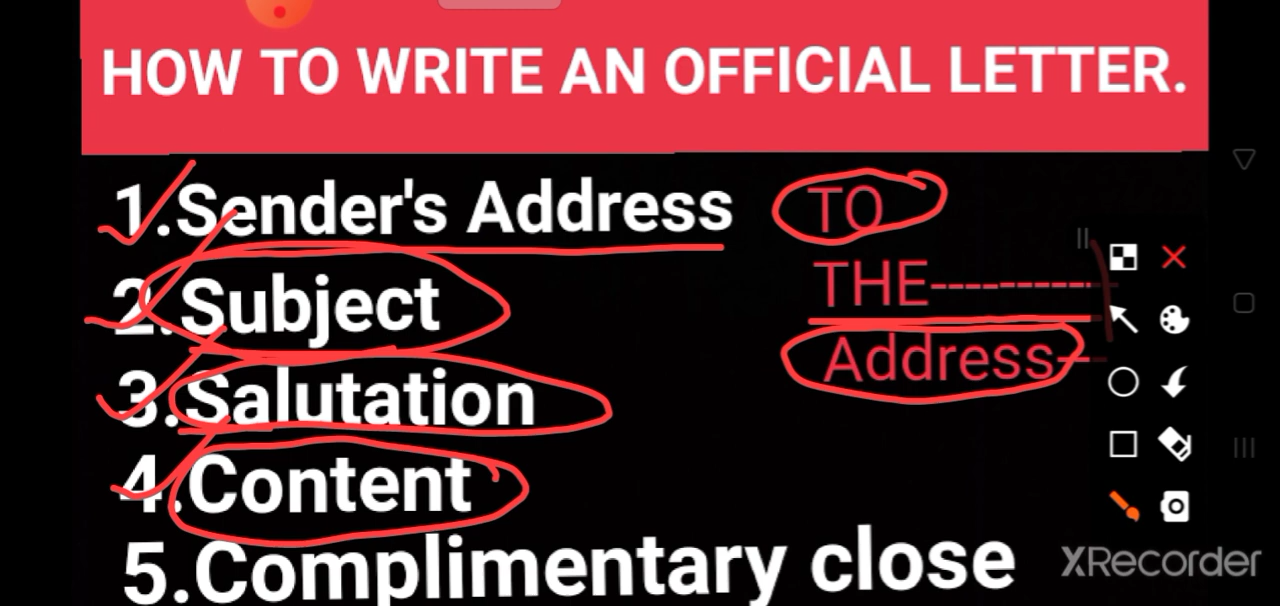 HOW TO WRITE AN OFFICIAL LETTER.
1.Sender's Address
2.Subject
3.Salutation
4.Content
5.Complimentary close
TO
THE----------
Address--
XRecorder